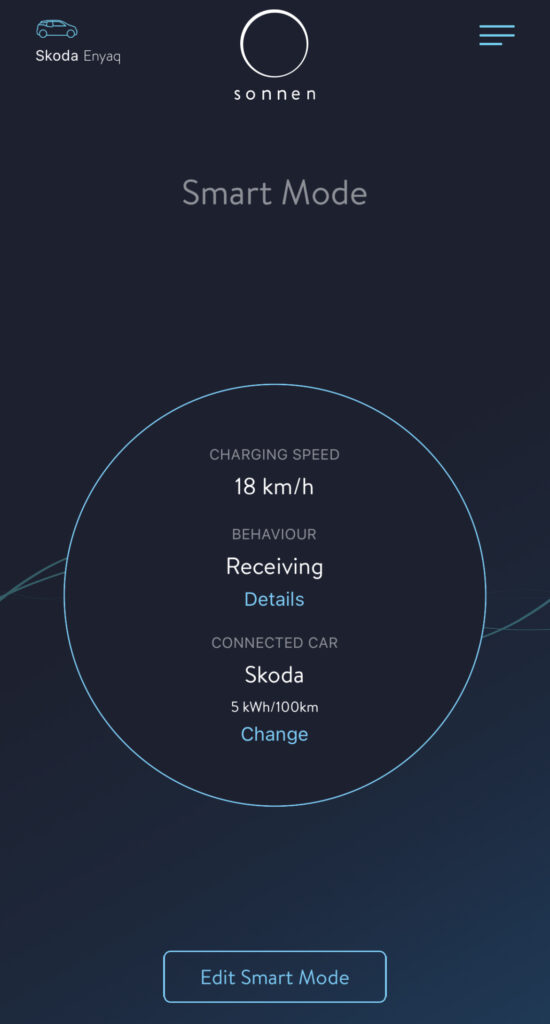 Skoda Enyaq
sonnen
Smart Mode
CHARGING SPEED
18 km/h
BEHAVIOUR
Receiving
Details
CONNECTED CAR
Skoda
5 kWh/100km
Change
Edit Smart Mode